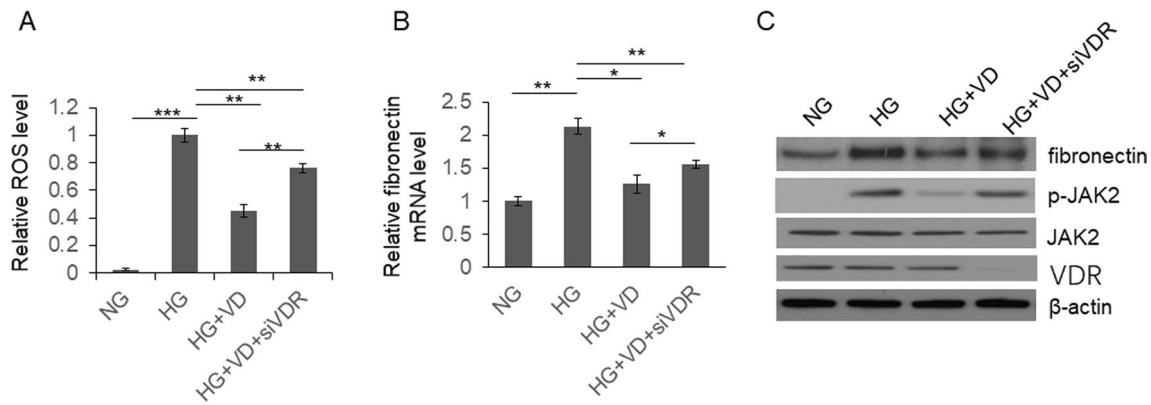 A
Relative ROS level
1.2
1
0.8
0.6
0.4
0.2
0
***
**
**
**
NG
HG
HG+VD
HG+VD+siVDR
B
Relative fibronectin
mRNA level
2.5
2
1.5
1
0.5
0
**
*
**
*
NG
HG
HG+VD
HG+VD+siVDR
C
NG
HG
HG+VD
HG+VD+siVDR
fibronectin
p-JAK2
JAK2
VDR
β-actin